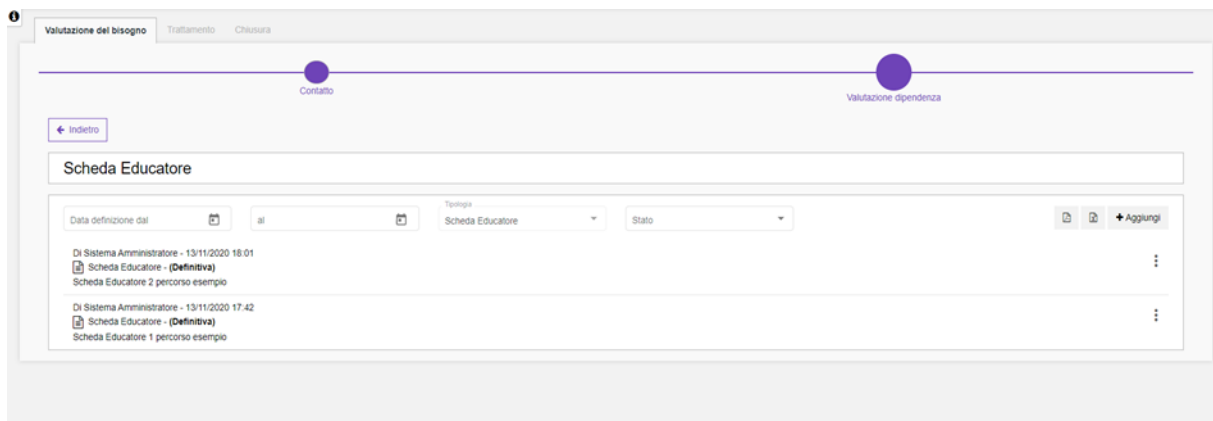 Valutazione del bisogno Trattamento Chiusura
Contatto
Valutazione dipendenza
Indietro
Scheda Educatore
Tipologia
Data definizione dal al Scheda Educatore Stato Aggiungi
Di Sistema Amministratore - 13/11/2020 18:01
Scheda Educatore - (Definitiva)
Scheda Educatore 2 percorso esempio
Di Sistema Amministratore - 13/11/2020 17:42
Scheda Educatore - (Definitiva)
Scheda Educatore 1 percorso esempio